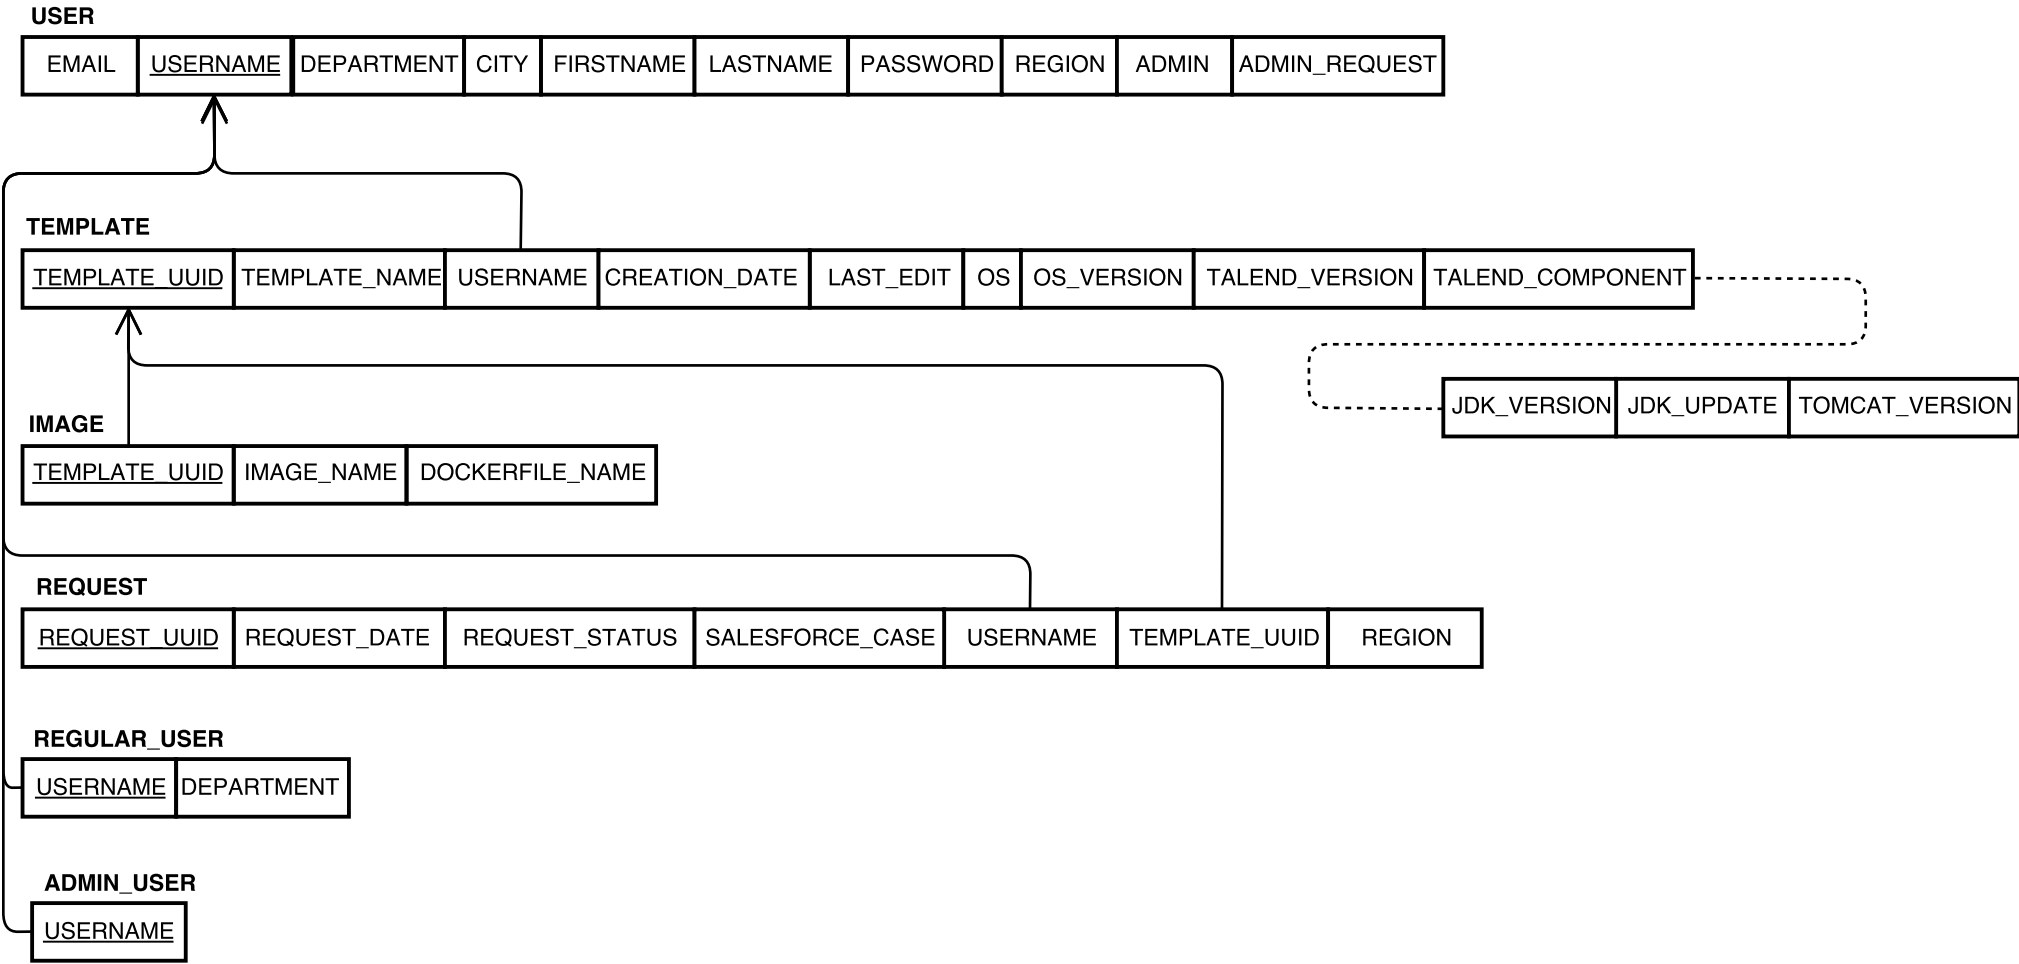 USER
EMAIL USERNAME DEPARTMENT CITY FIRSTNAME LASTNAME PASSWORD REGION ADMIN ADMIN_REQUEST
TEMPLATE
TEMPLATE_UUID TEMPLATE_NAME USERNAME CREATION_DATE LAST_EDIT OS OS_VERSION TALEND_VERSION TALEND_COMPONENT
JDK_VERSION JDK_UPDATE TOMCAT_VERSION
IMAGE
TEMPLATE_UUID IMAGE_NAME DOCKERFILE_NAME
REQUEST
REQUEST_UUID REQUEST_DATE REQUEST_STATUS SALESFORCE_CASE USERNAME TEMPLATE_UUID REGION
REGULAR_USER
USERNAME DEPARTMENT
ADMIN_USER
USERNAME